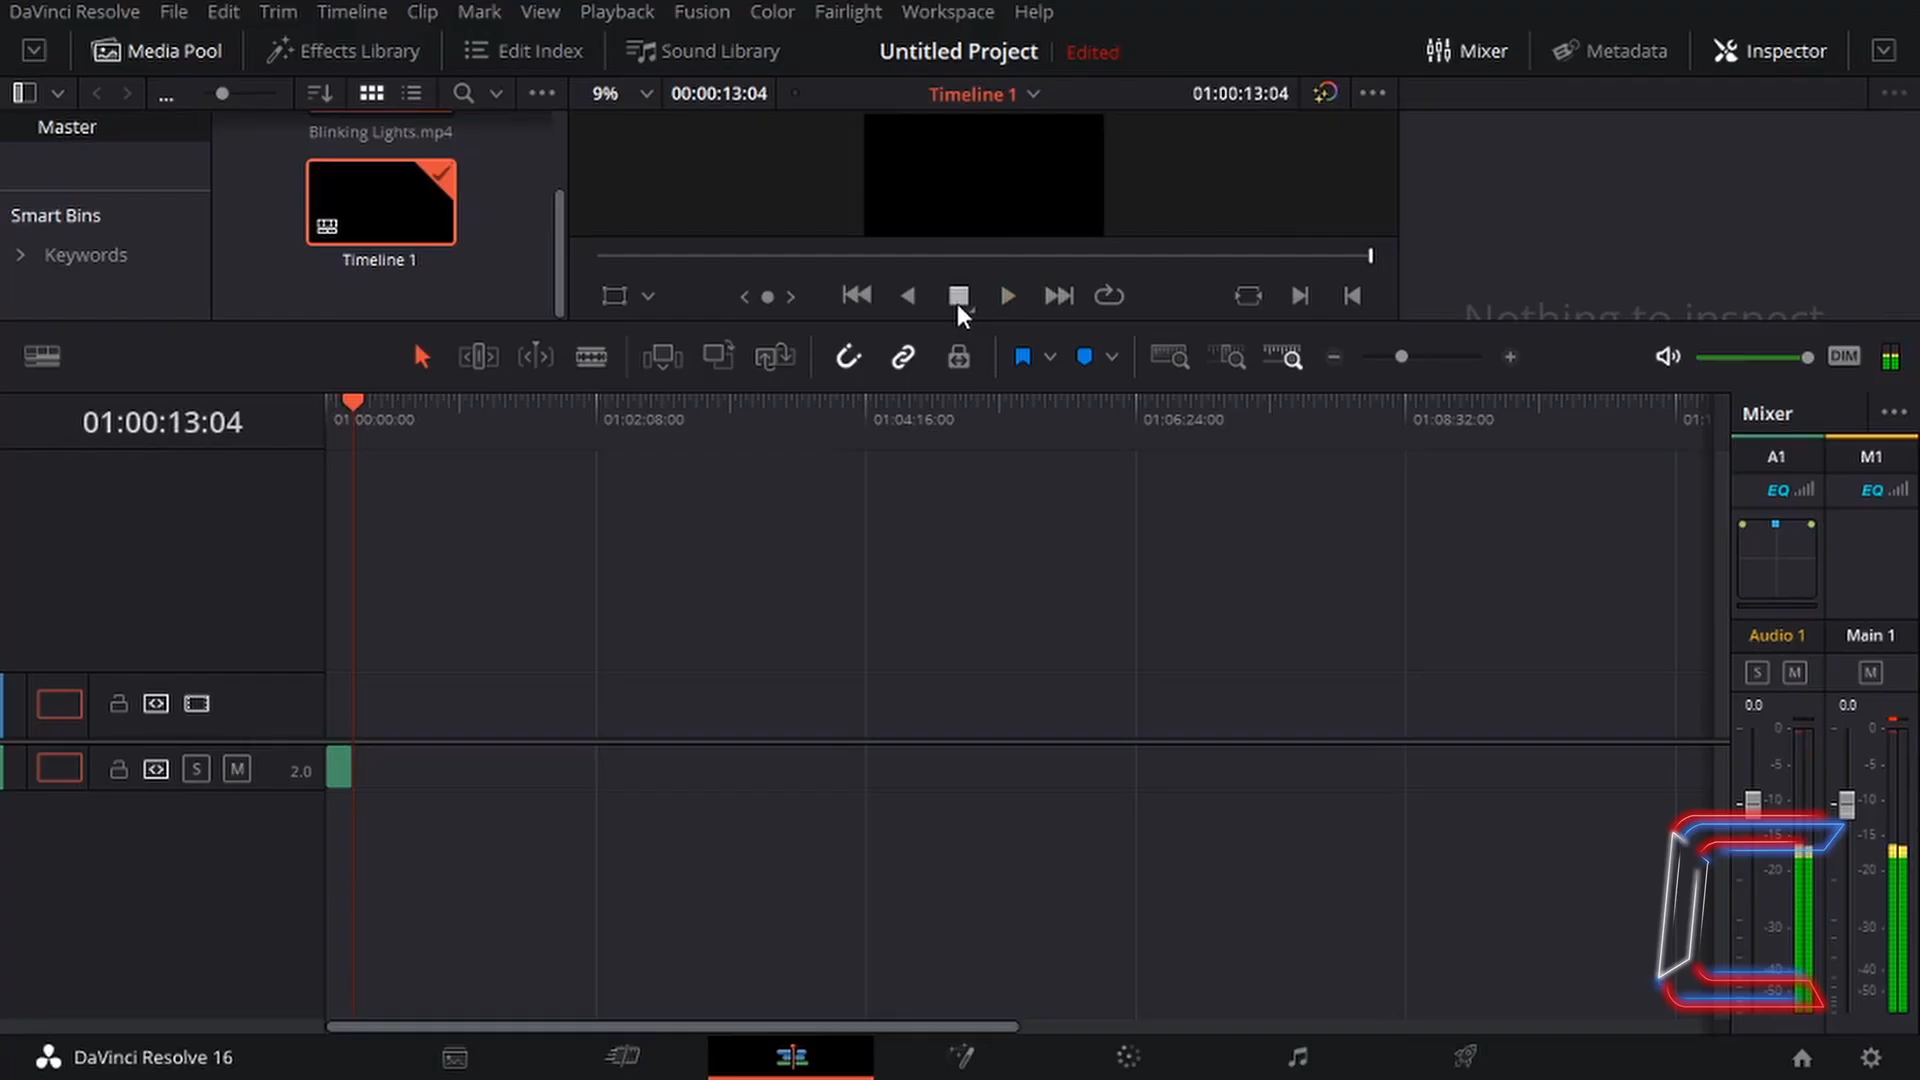 DaVinci Resolve File Edit Trim Timeline Clip Mark View Playback Fusion Color Fairlight Workspace Help
Media Pool Effects Library Edit Index Sound Library Untitled Project Edited Mixer Metadata Inspector
... 9% 00:00:13:04 Timeline 1 01:00:13:04
Master
Blinking Lights.mp4
Smart Bins
Keywords
Timeline 1
Nothing to inspect
DIM
01:00:13:04
01:00:00:00 01:02:08:00 01:04:16:00 01:06:24:00 01:08:32:00 01:1
Mixer
A1 M1
EQ EQ
Audio 1 Main 1
S M M
0.0 0.0
0 0
-5 -5
-10 -10
-15 -15
-20 -20
-30 -30
-40 -40
-50 -50
S M 2.0
DaVinci Resolve 16